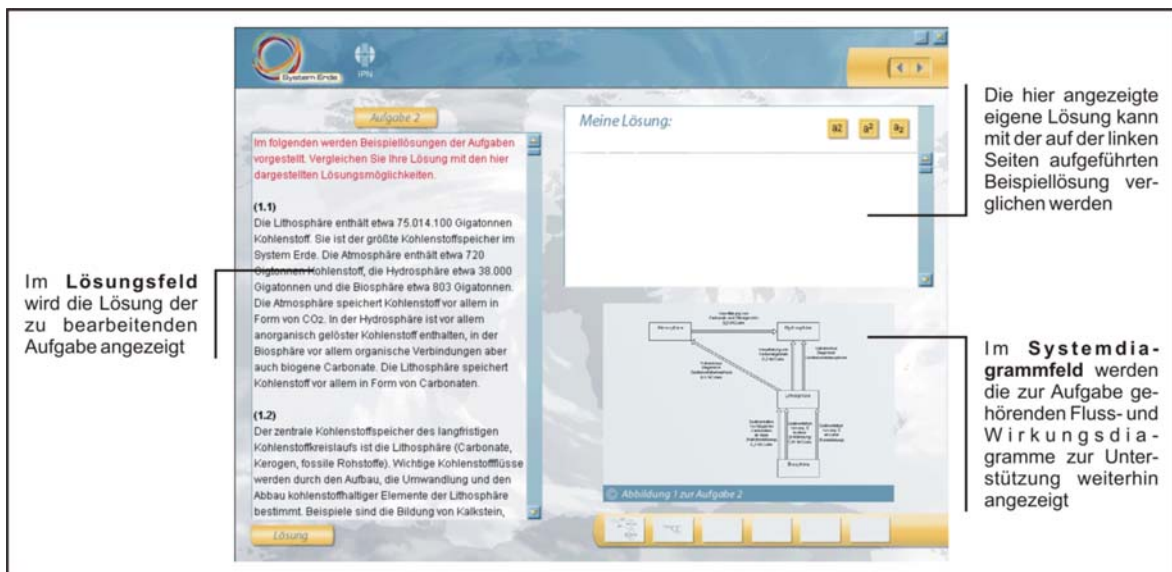 System Erde
IPN
Aufgabe 2
Im folgenden werden Beispiellösungen der Aufgaben
vorgestellt. Vergleichen Sie Ihre Lösung mit den hier
dargestellten Lösungsmöglichkeiten.
(1.1)
Die Lithosphäre enthält etwa 75.014.100 Gigatonnen
Kohlenstoff. Sie ist der größte Kohlenstoffspeicher im
System Erde. Die Atmosphäre enthält etwa 720
Gigtonnen Kohlenstoff, die Hydrosphäre etwa 38.000
Gigatonnen und die Biosphäre etwa 803 Gigatonnen.
Die Atmosphäre speichert Kohlenstoff vor allem in
Form von CO2. In der Hydrosphäre ist vor allem
anorganisch gelöster Kohlenstoff enthalten, in der
Biosphäre vor allem organische Verbindungen aber
auch biogene Carbonate. Die Lithosphäre speichert
Kohlenstoff vor allem in Form von Carbonaten.
(1.2)
Der zentrale Kohlenstoffspeicher des langfristigen
Kohlenstoffkreislaufs ist die Lithosphäre (Carbonate,
Kerogen, fossile Rohstoffe). Wichtige Kohlenstoffflüsse
werden durch den Aufbau, die Umwandlung und den
Abbau kohlenstoffhaltiger Elemente der Lithosphäre
bestimmt. Beispiele sind die Bildung von Kalkstein,
Lösung
Meine Lösung:
az a² a₂
Atmosphäre
Hydrosphäre
Lithosphäre
Biosphäre
© Abbildung 1 zur Aufgabe 2
Im Lösungsfeld
wird die Lösung der
zu bearbeitenden
Aufgabe angezeigt
Die hier angezeigte
eigene Lösung kann
mit der auf der linken
Seiten aufgeführten
Beispiellösung ver-
glichen werden
Im Systemdia-
grammfeld werden
die zur Aufgabe ge-
hörenden Fluss- und
Wirkungsdia-
gramme zur Unter-
stützung weiterhin
angezeigt